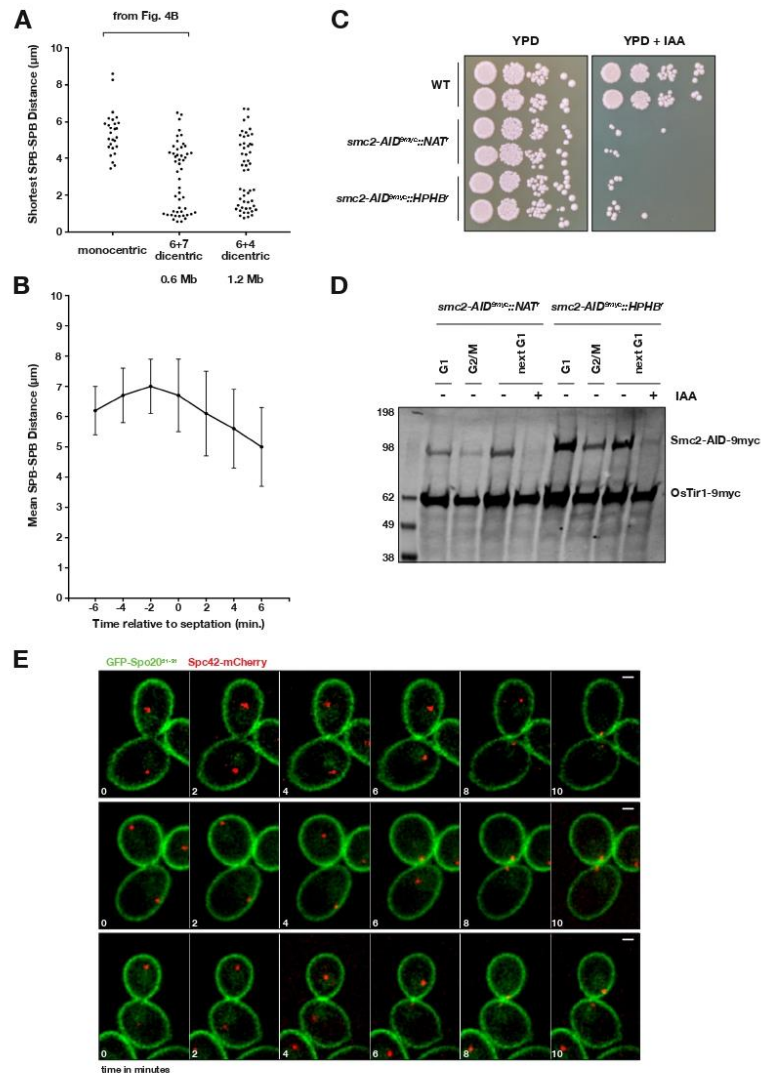 A
from Fig. 4B
Shortest SPB-SPB Distance (µm)
10
8
6
4
2
0
monocentric
6+7 dicentric
6+4 dicentric
0.6 Mb
1.2 Mb
B
Mean SPB-SPB Distance (µm)
10
9
8
7
6
5
4
3
2
1
0
-6 -4 -2 0 2 4 6
Time relative to septation (min.)
C
YPD
YPD + IAA
WT
smc2-AID⁹ᵐʸᶜ::NATʳ
smc2-AID⁹ᵐʸᶜ::HPHBʳ
D
smc2-AID⁹ᵐʸᶜ::NATʳ smc2-AID⁹ᵐʸᶜ::HPHBʳ
G1 G2/M next G1 G1 G2/M next G1
- - - + - - - + IAA
198
98
62
49
38
Smc2-AID-9myc
OsTir1-9myc
E
GFP-Spo20⁵¹⁻⁹¹ Spc42-mCherry
0 2 4 6 8 10
0 2 4 6 8 10
0 2 4 6 8 10
time in minutes